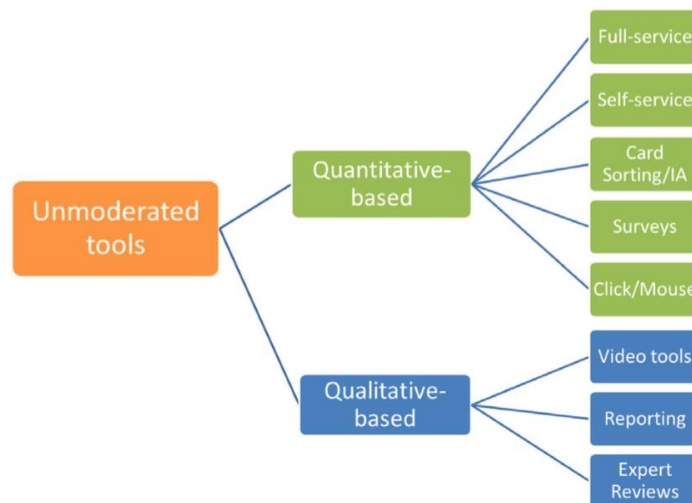 Unmoderated
tools
Quantitative-
based
Full-service
Self-service
Card
Sorting/IA
Surveys
Click/Mouse
Qualitative-
based
Video tools
Reporting
Expert
Reviews